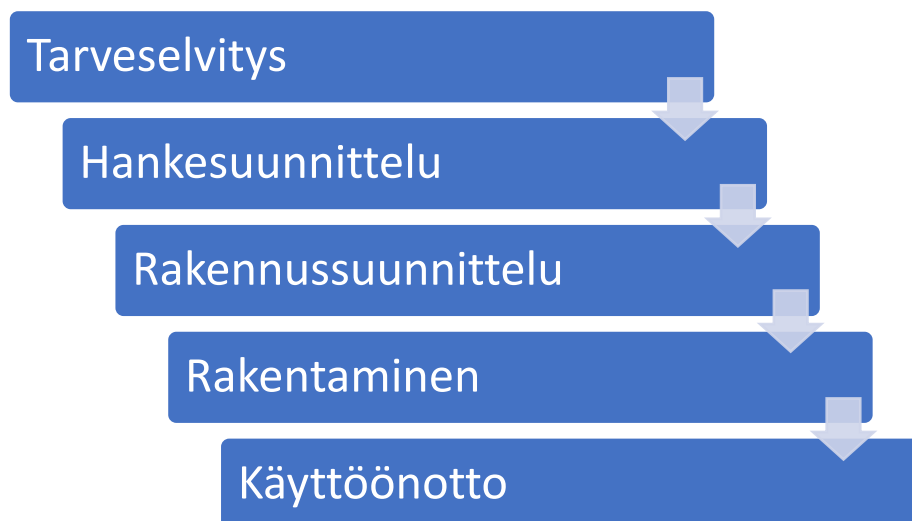 Tarveselvitys
Hankesuunnittelu
Rakennussuunnittelu
Rakentaminen
Käyttöönotto